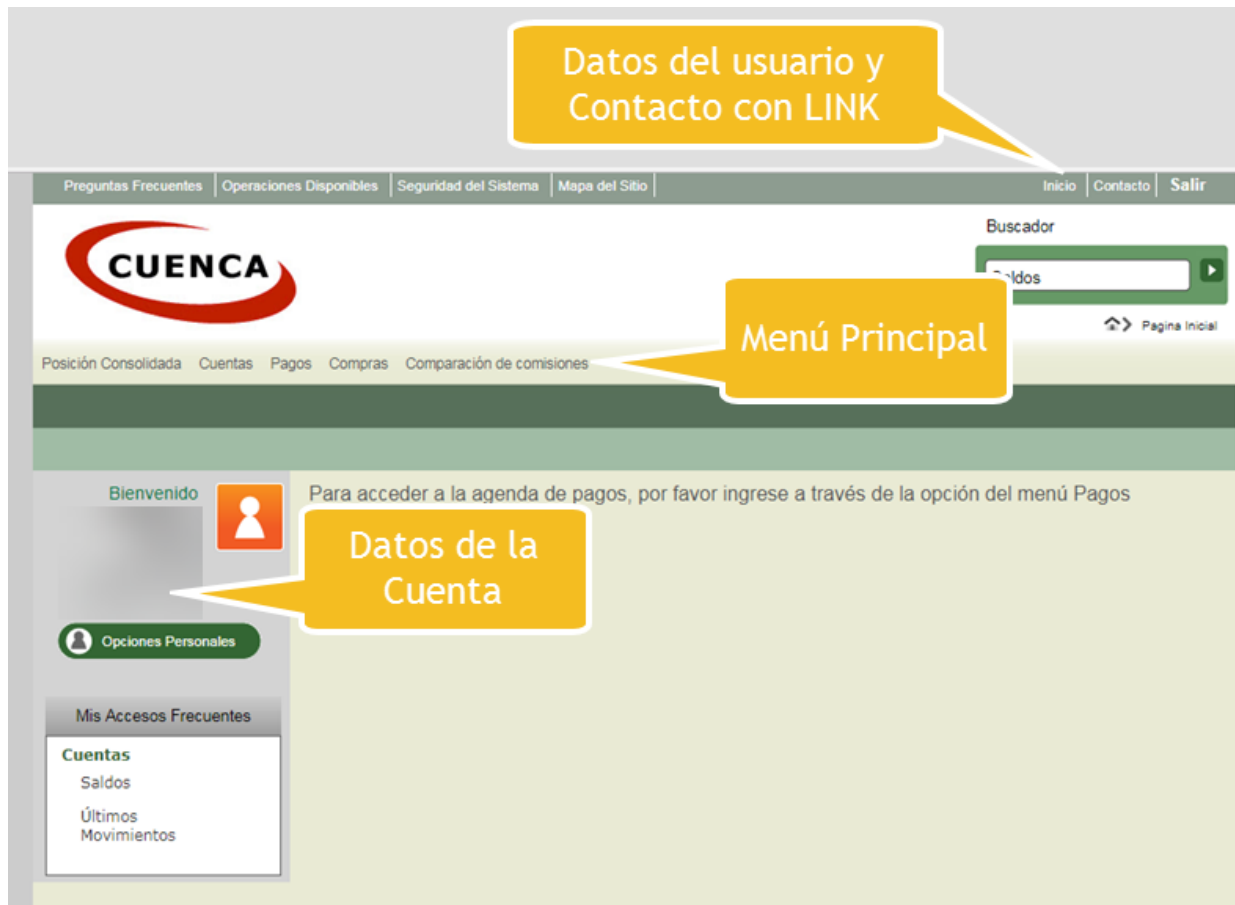 Datos del usuario y
Contacto con LINK
Preguntas Frecuentes Operaciones Disponibles Seguridad del Sistema Mapa del Sitio Inicio Contacto Salir
Buscador
CUENCA
Menú Principal
Pagina Inicial
Posición Consolidada Cuentas Pagos Compras Comparación de comisiones
Bienvenido
Para acceder a la agenda de pagos, por favor ingrese a través de la opción del menú Pagos
Datos de la
Cuenta
Opciones Personales
Mis Accesos Frecuentes
Cuentas
Saldos
Últimos
Movimientos